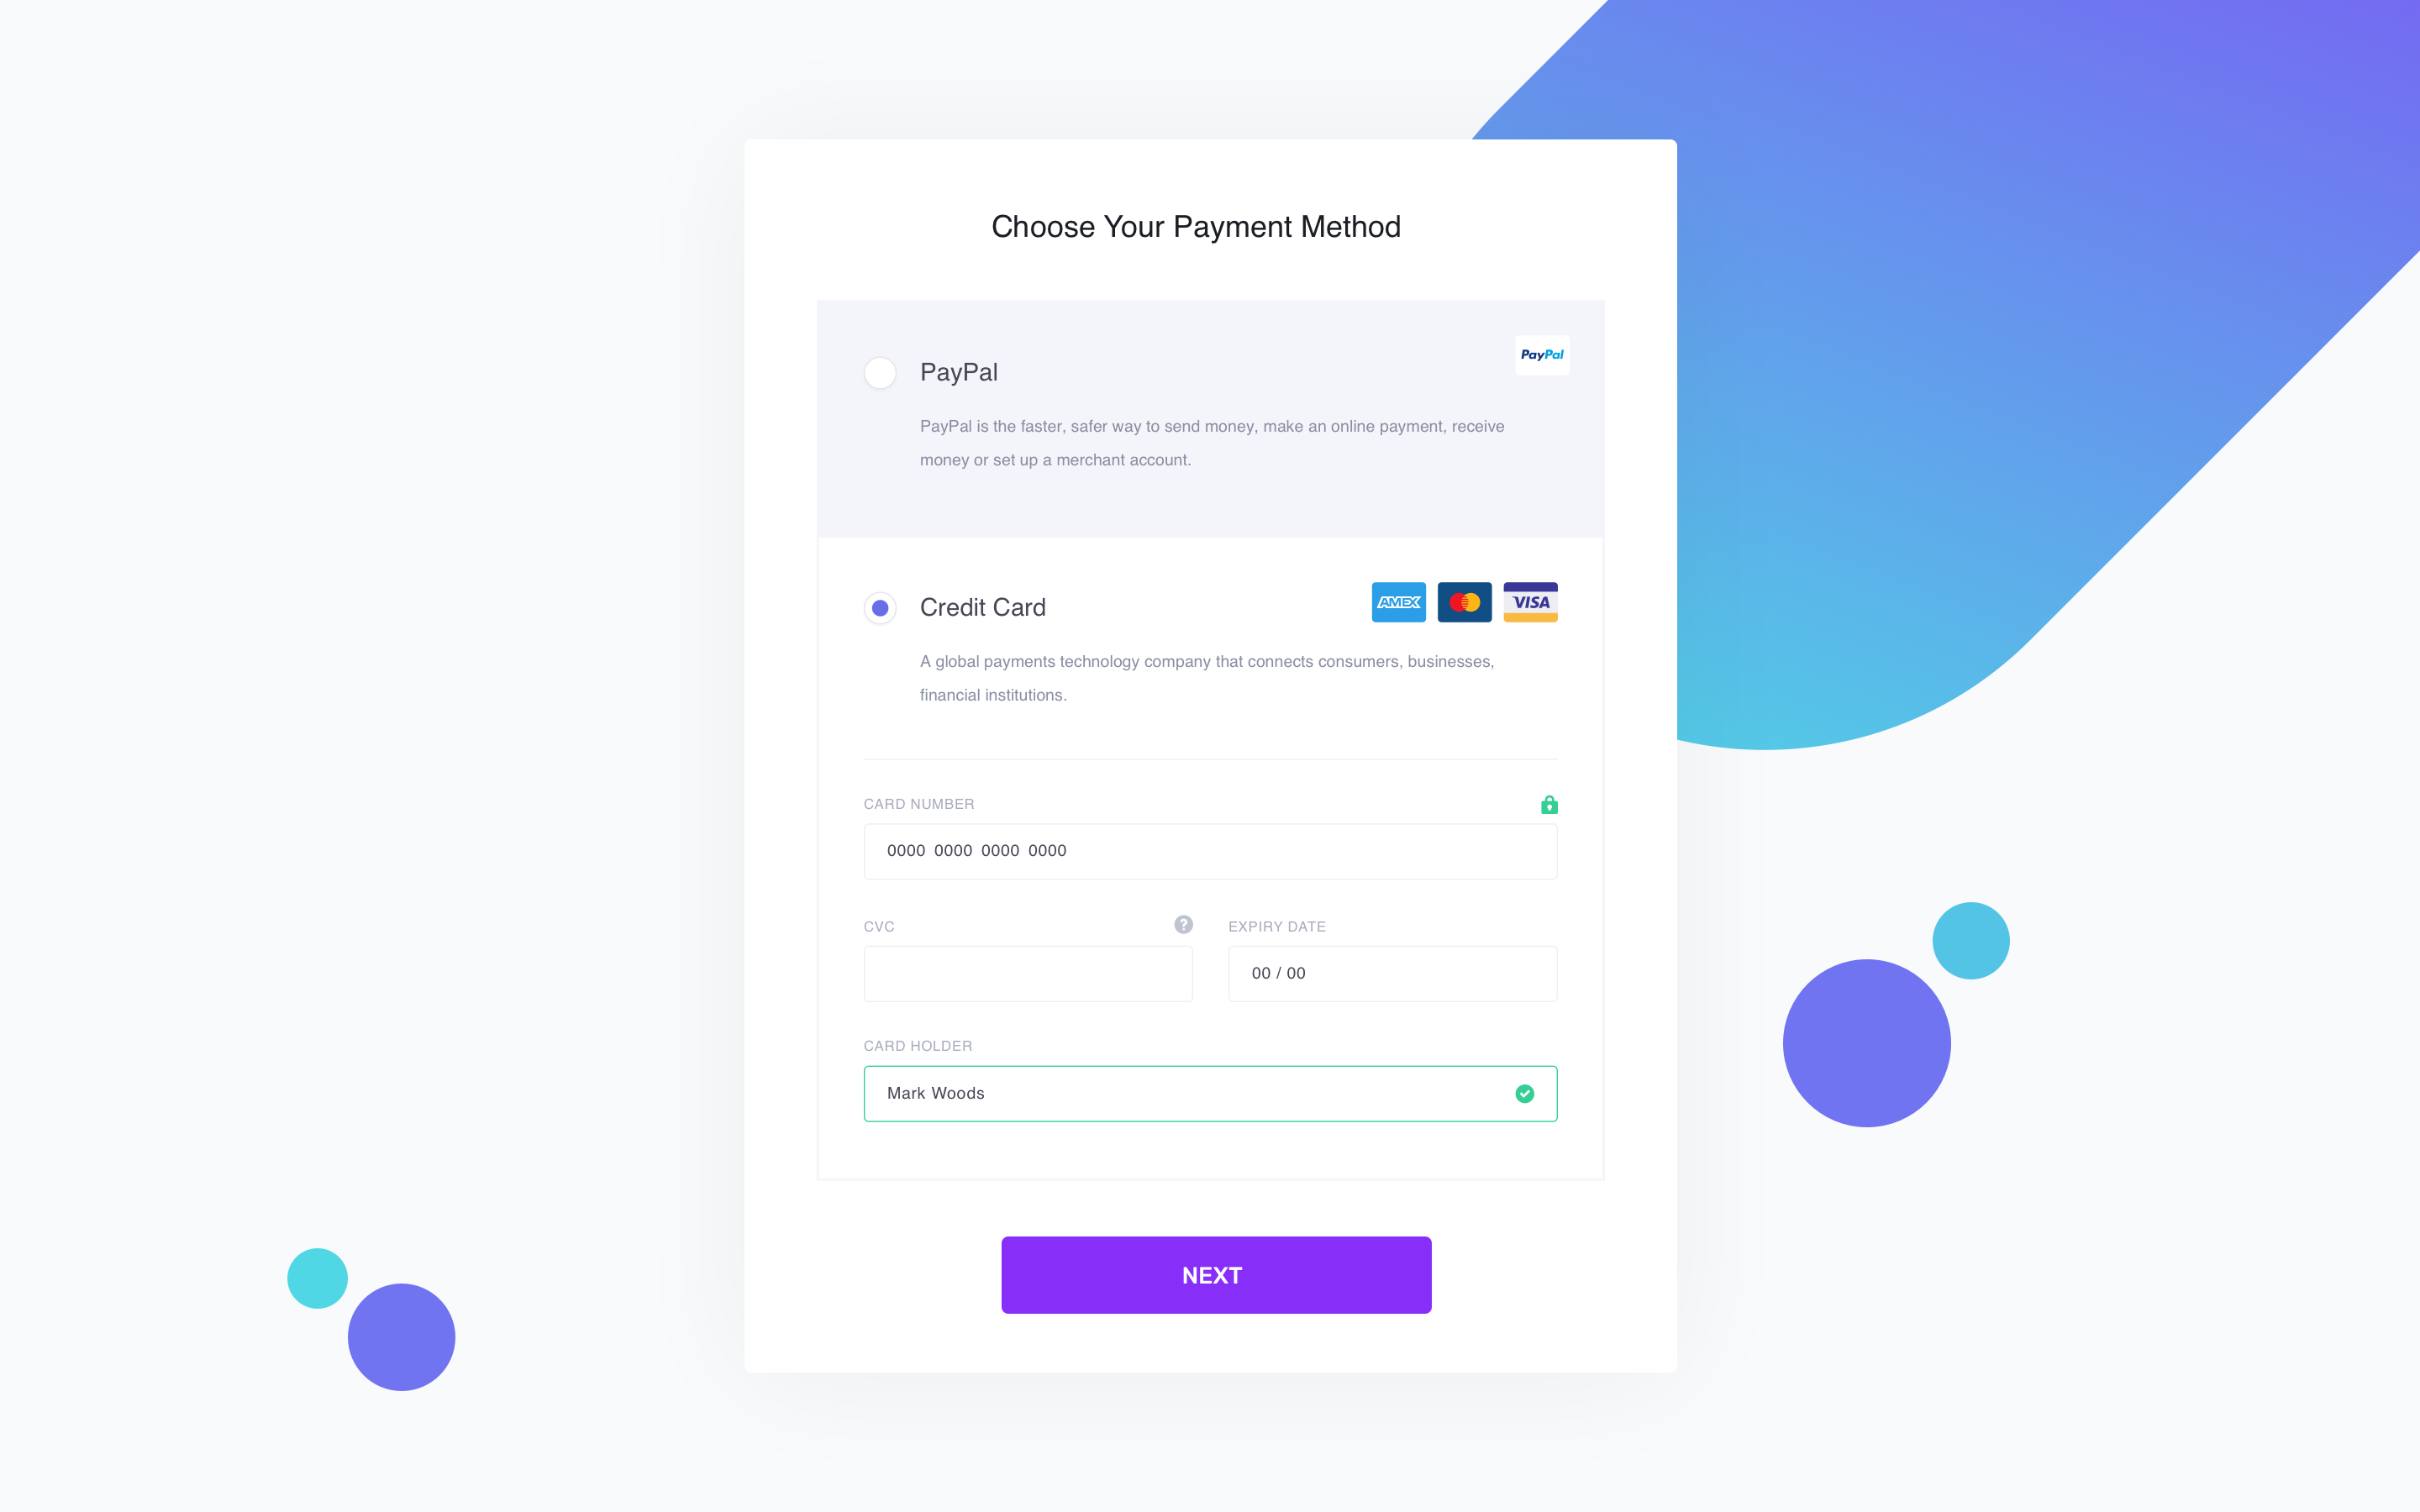 Choose Your Payment Method
PayPal
PayPal
PayPal is the faster, safer way to send money, make an online payment, receive
money or set up a merchant account.
Credit Card
AMEX
VISA
A global payments technology company that connects consumers, businesses,
financial institutions.
CARD NUMBER
0000 0000 0000 0000
CVC
?
EXPIRY DATE
00 / 00
CARD HOLDER
Mark Woods
NEXT